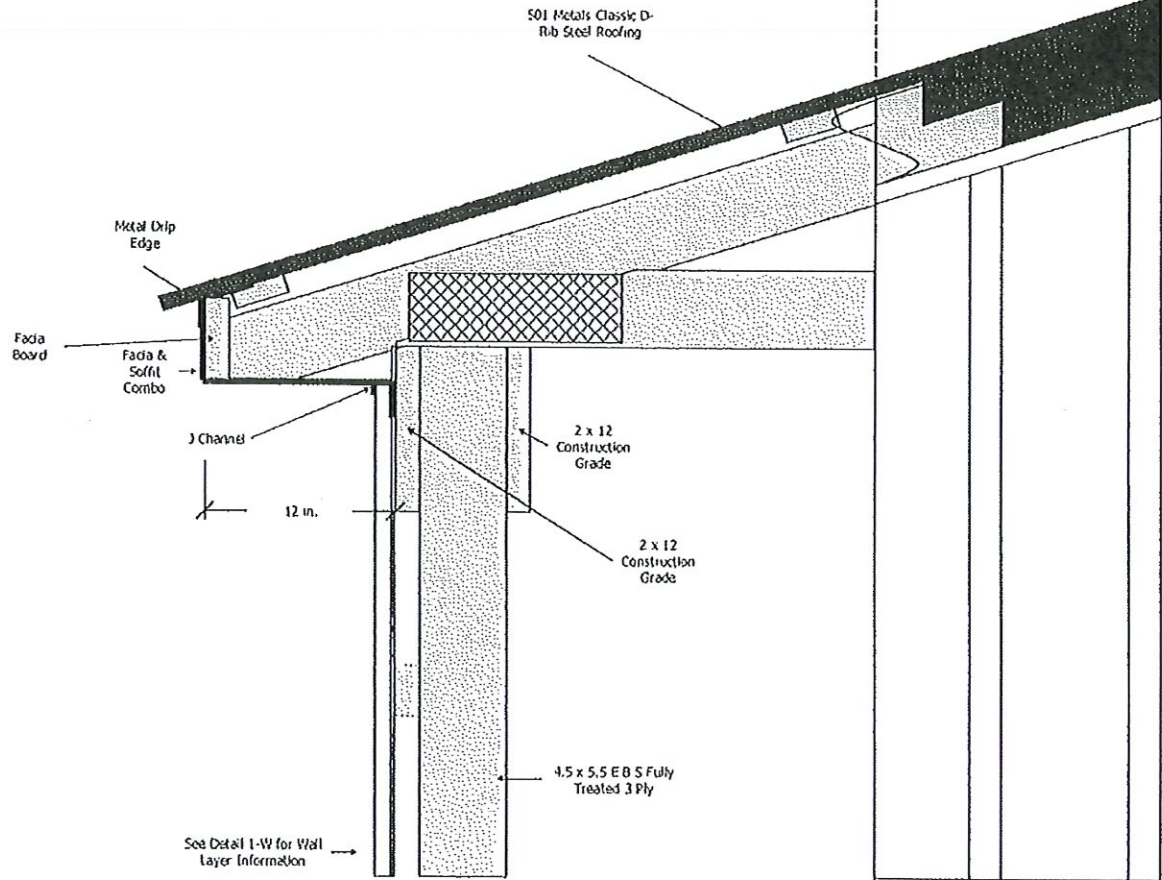 501 Metals Classic D-
Rib Steel Roofing
Metal Drip
Edge
Facia
Board
Facia &
Soffit
Combo
J Channel
2 x 12
Construction
Grade
12 in.
2 x 12
Construction
Grade
4.5 x 5.5 E B S Fully
Treated 3 Ply
See Detail 1-W for Wall
Layer Information